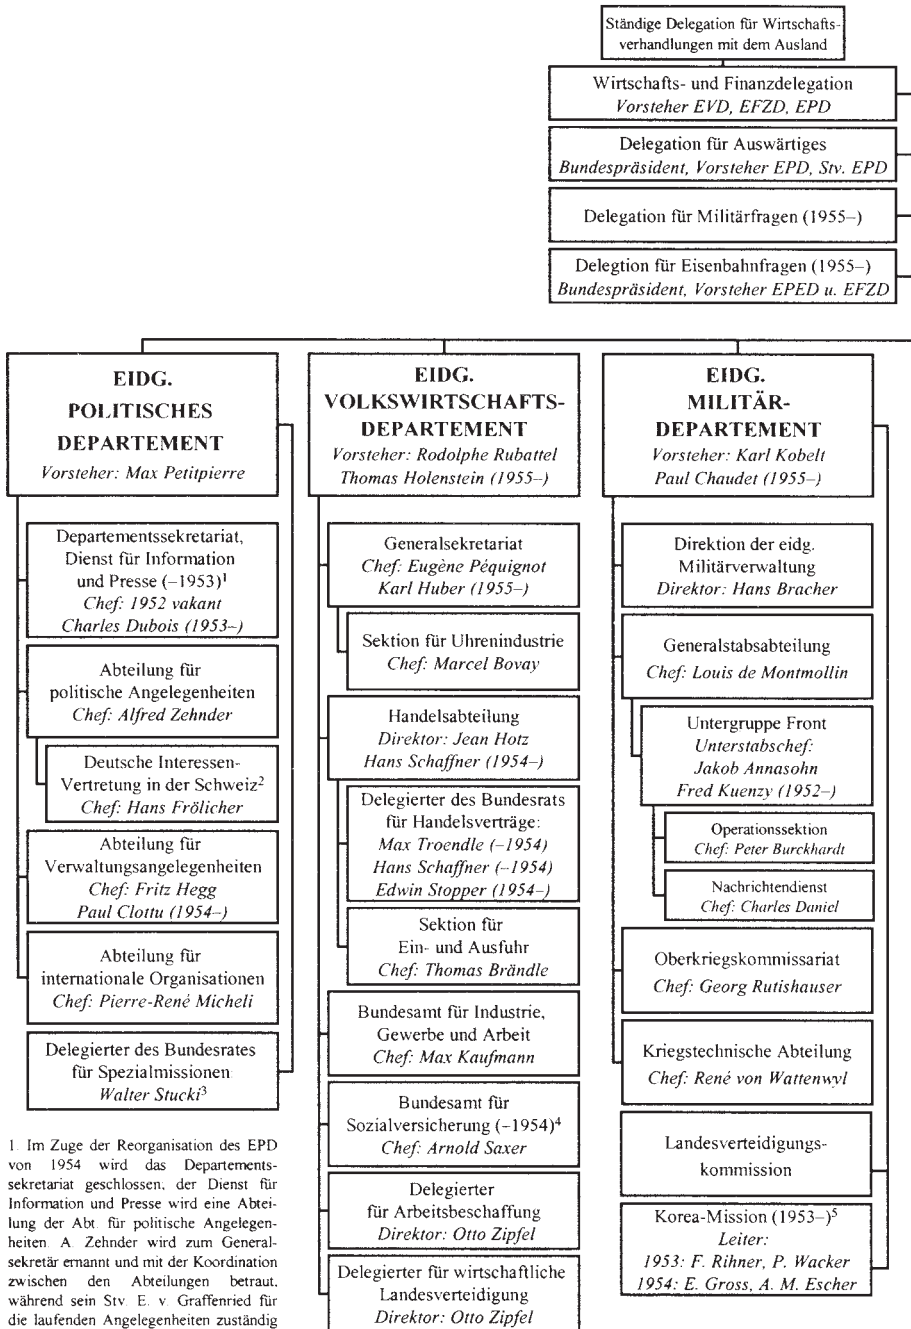 Ständige Delegation für Wirtschafts-
verhandlungen mit dem Ausland
Wirtschafts- und Finanzdelegation
Vorsteher EVD, EFZD, EPD
Delegation für Auswärtiges
Bundespräsident, Vorsteher EPD, Stv. EPD
Delegation für Militärfragen (1955–)
Delegtion für Eisenbahnfragen (1955–)
Bundespräsident, Vorsteher EPED u. EFZD
EIDG.
POLITISCHES
DEPARTEMENT
Vorsteher: Max Petitpierre
Departementssekretariat,
Dienst für Information
und Presse (–1953)1
Chef: 1952 vakant
Charles Dubois (1953–)
Abteilung für
politische Angelegenheiten
Chef: Alfred Zehnder
Deutsche Interessen-
Vertretung in der Schweiz2
Chef: Hans Frölicher
Abteilung für
Verwaltungsangelegenheiten
Chef: Fritz Hegg
Paul Clottu (1954–)
Abteilung für
internationale Organisationen
Chef: Pierre-René Micheli
Delegierter des Bundesrates
für Spezialmissionen
Walter Stucki3
1. Im Zuge der Reorganisation des EPD
von 1954 wird das Departements-
sekretariat geschlossen, der Dienst für
Information und Presse wird eine Abtei-
lung der Abt. für politische Angelegen-
heiten. A. Zehnder wird zum General-
sekretär ernannt und mit der Koordination
zwischen den Abteilungen betraut,
während sein Stv. E. v. Graffenried für
die laufenden Angelegenheiten zuständig
EIDG.
VOLKSWIRTSCHAFTS-
DEPARTEMENT
Vorsteher: Rodolphe Rubattel
Thomas Holenstein (1955–)
Generalsekretariat
Chef: Eugène Péquignot
Karl Huber (1955–)
Sektion für Uhrenindustrie
Chef: Marcel Bovay
Handelsabteilung
Direktor: Jean Hotz
Hans Schaffner (1954–)
Delegierter des Bundesrats
für Handelsverträge:
Max Troendle (–1954)
Hans Schaffner (–1954)
Edwin Stopper (1954–)
Sektion für
Ein- und Ausfuhr
Chef: Thomas Brändle
Bundesamt für Industrie,
Gewerbe und Arbeit
Chef: Max Kaufmann
Bundesamt für
Sozialversicherung (–1954)4
Chef: Arnold Saxer
Delegierter
für Arbeitsbeschaffung
Direktor: Otto Zipfel
Delegierter für wirtschaftliche
Landesverteidigung
Direktor: Otto Zipfel
EIDG.
MILITÄR-
DEPARTEMENT
Vorsteher: Karl Kobelt
Paul Chaudet (1955–)
Direktion der eidg.
Militärverwaltung
Direktor: Hans Bracher
Generalstabsabteilung
Chef: Louis de Montmollin
Untergruppe Front
Unterstabschef:
Jakob Annasohn
Fred Kuenzy (1952–)
Operationssektion
Chef: Peter Burckhardt
Nachrichtendienst
Chef: Charles Daniel
Oberkriegskommissariat
Chef: Georg Rutishauser
Kriegstechnische Abteilung
Chef: René von Wattenwyl
Landesverteidigungs-
kommission
Korea-Mission (1953–)5
Leiter:
1953: F. Rihner, P. Wacker
1954: E. Gross, A. M. Escher